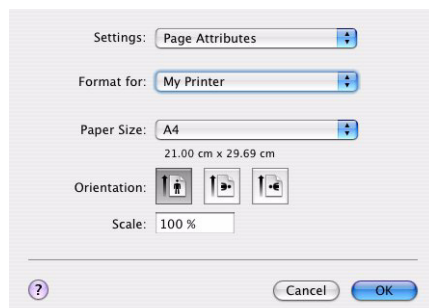 Settings: Page Attributes
Format for: My Printer
Paper Size: A4
21.00 cm x 29.69 cm
Orientation:
Scale: 100 %
?
Cancel OK